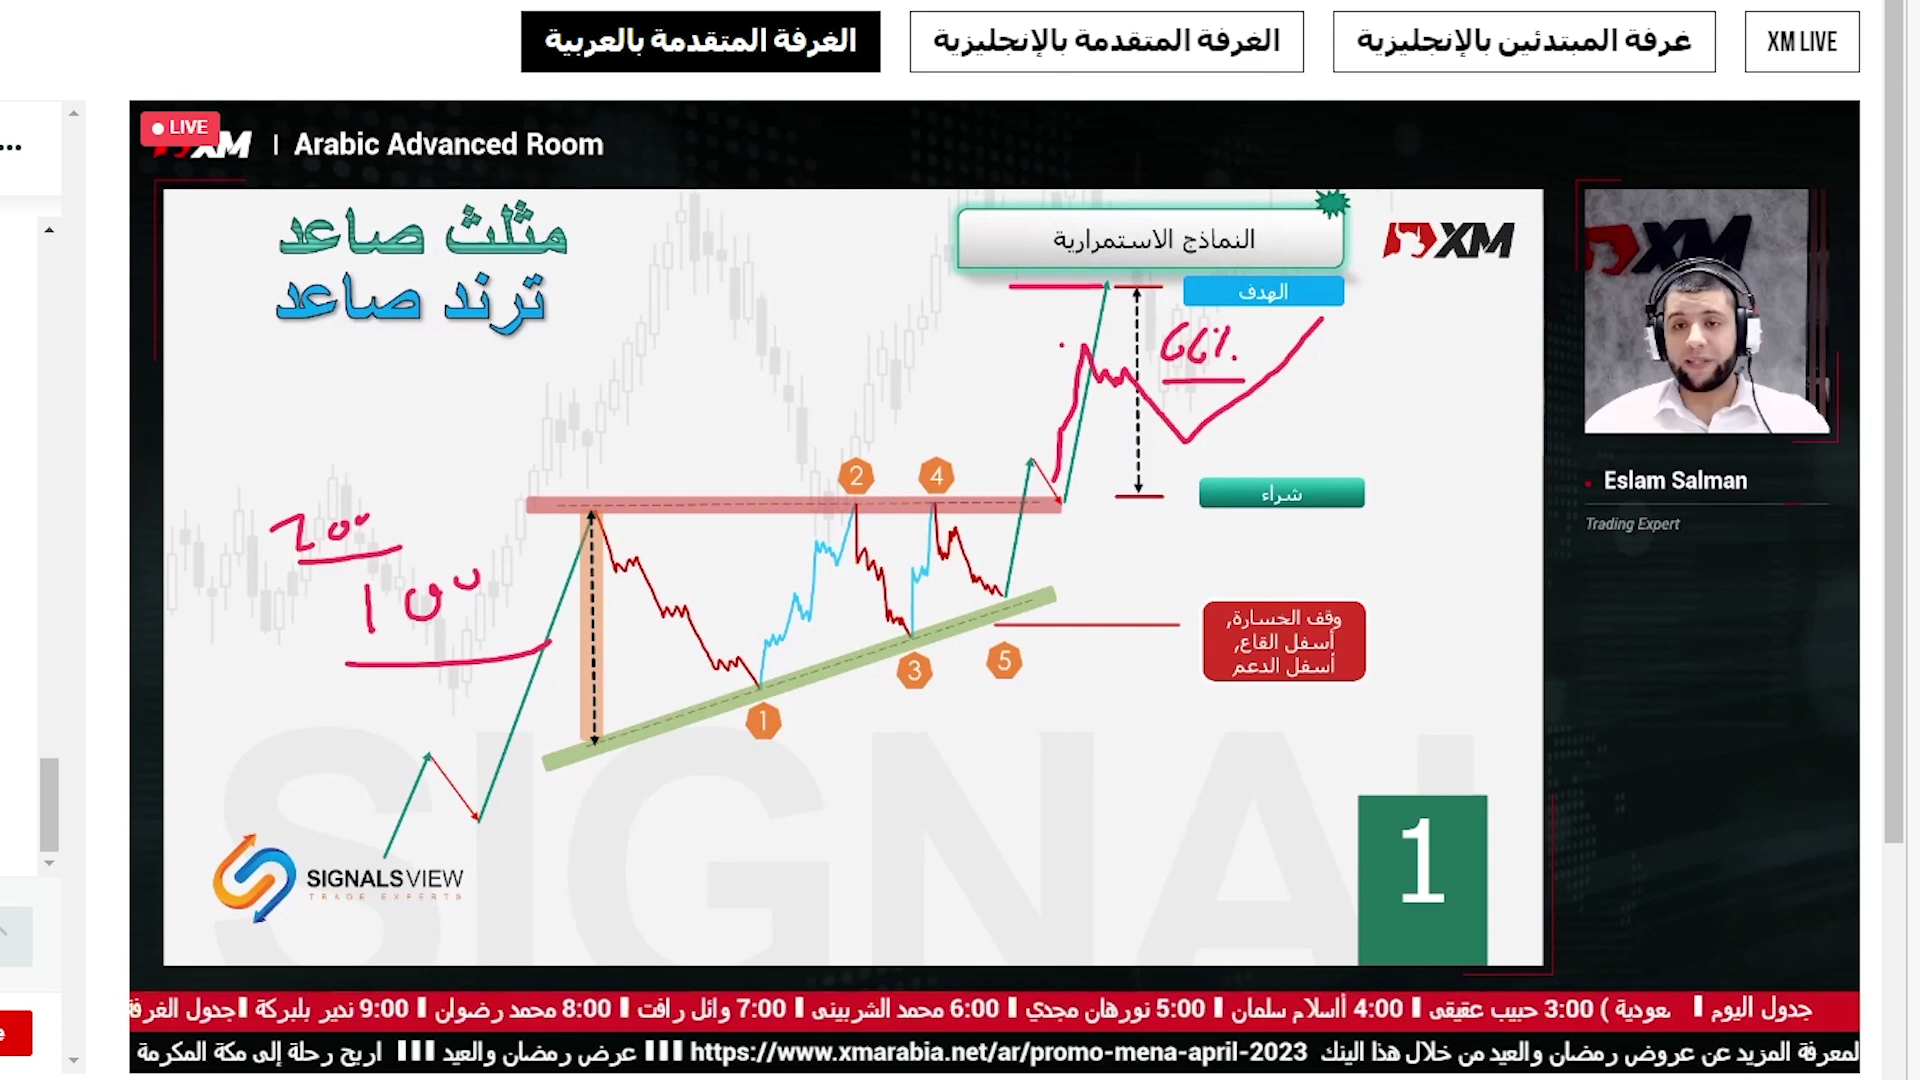 XM LIVE
غرفة المبتدئين بالإنجليزية
الغرفة المتقدمة بالإنجليزية
الغرفة المتقدمة بالعربية
LIVE
XM | Arabic Advanced Room
مثلث صاعد
ترند صاعد
النماذج الاستمرارية
XM
الهدف
66%.
شراء
2
4
200
100
وقف الخسارة,
أسفل القاع,
أسفل الدعم
3
5
1
SIGNAL
SIGNALSVIEW
TRADE EXPERTS
1
XM
Eslam Salman
Trading Expert
جدول اليوم | عودية ) 3:00 حبيب عقيقى | 4:00 أاسلام سلمان | 5:00 نورهان مجدي | 6:00 محمد الشربينى | 7:00 وائل رافت | 8:00 محمد رضوان | 9:00 ندير بلبركة | جدول الغرفة
لمعرفة المزيد عن عروض رمضان والعيد من خلال هذا الينك https://www.xmarabia.net/ar/promo-mena-april-2023 ||| عرض رمضان والعيد ||| اربح رحلة إلى مكة المكرمة